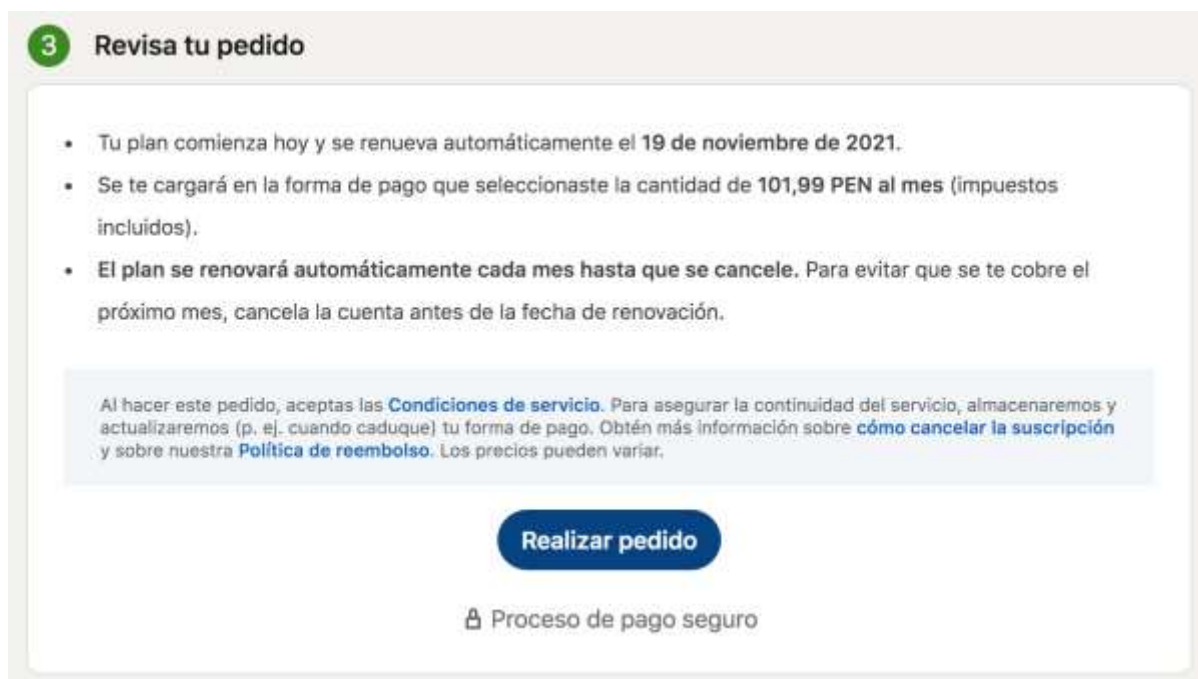 3 Revisa tu pedido
• Tu plan comienza hoy y se renueva automáticamente el 19 de noviembre de 2021.
• Se te cargará en la forma de pago que seleccionaste la cantidad de 101,99 PEN al mes (impuestos
incluidos).
• El plan se renovará automáticamente cada mes hasta que se cancele. Para evitar que se te cobre el
próximo mes, cancela la cuenta antes de la fecha de renovación.
Al hacer este pedido, aceptas las Condiciones de servicio. Para asegurar la continuidad del servicio, almacenaremos y
actualizaremos (p. ej. cuando caduque) tu forma de pago. Obtén más información sobre cómo cancelar la suscripción
y sobre nuestra Política de reembolso. Los precios pueden variar.
Realizar pedido
Proceso de pago seguro